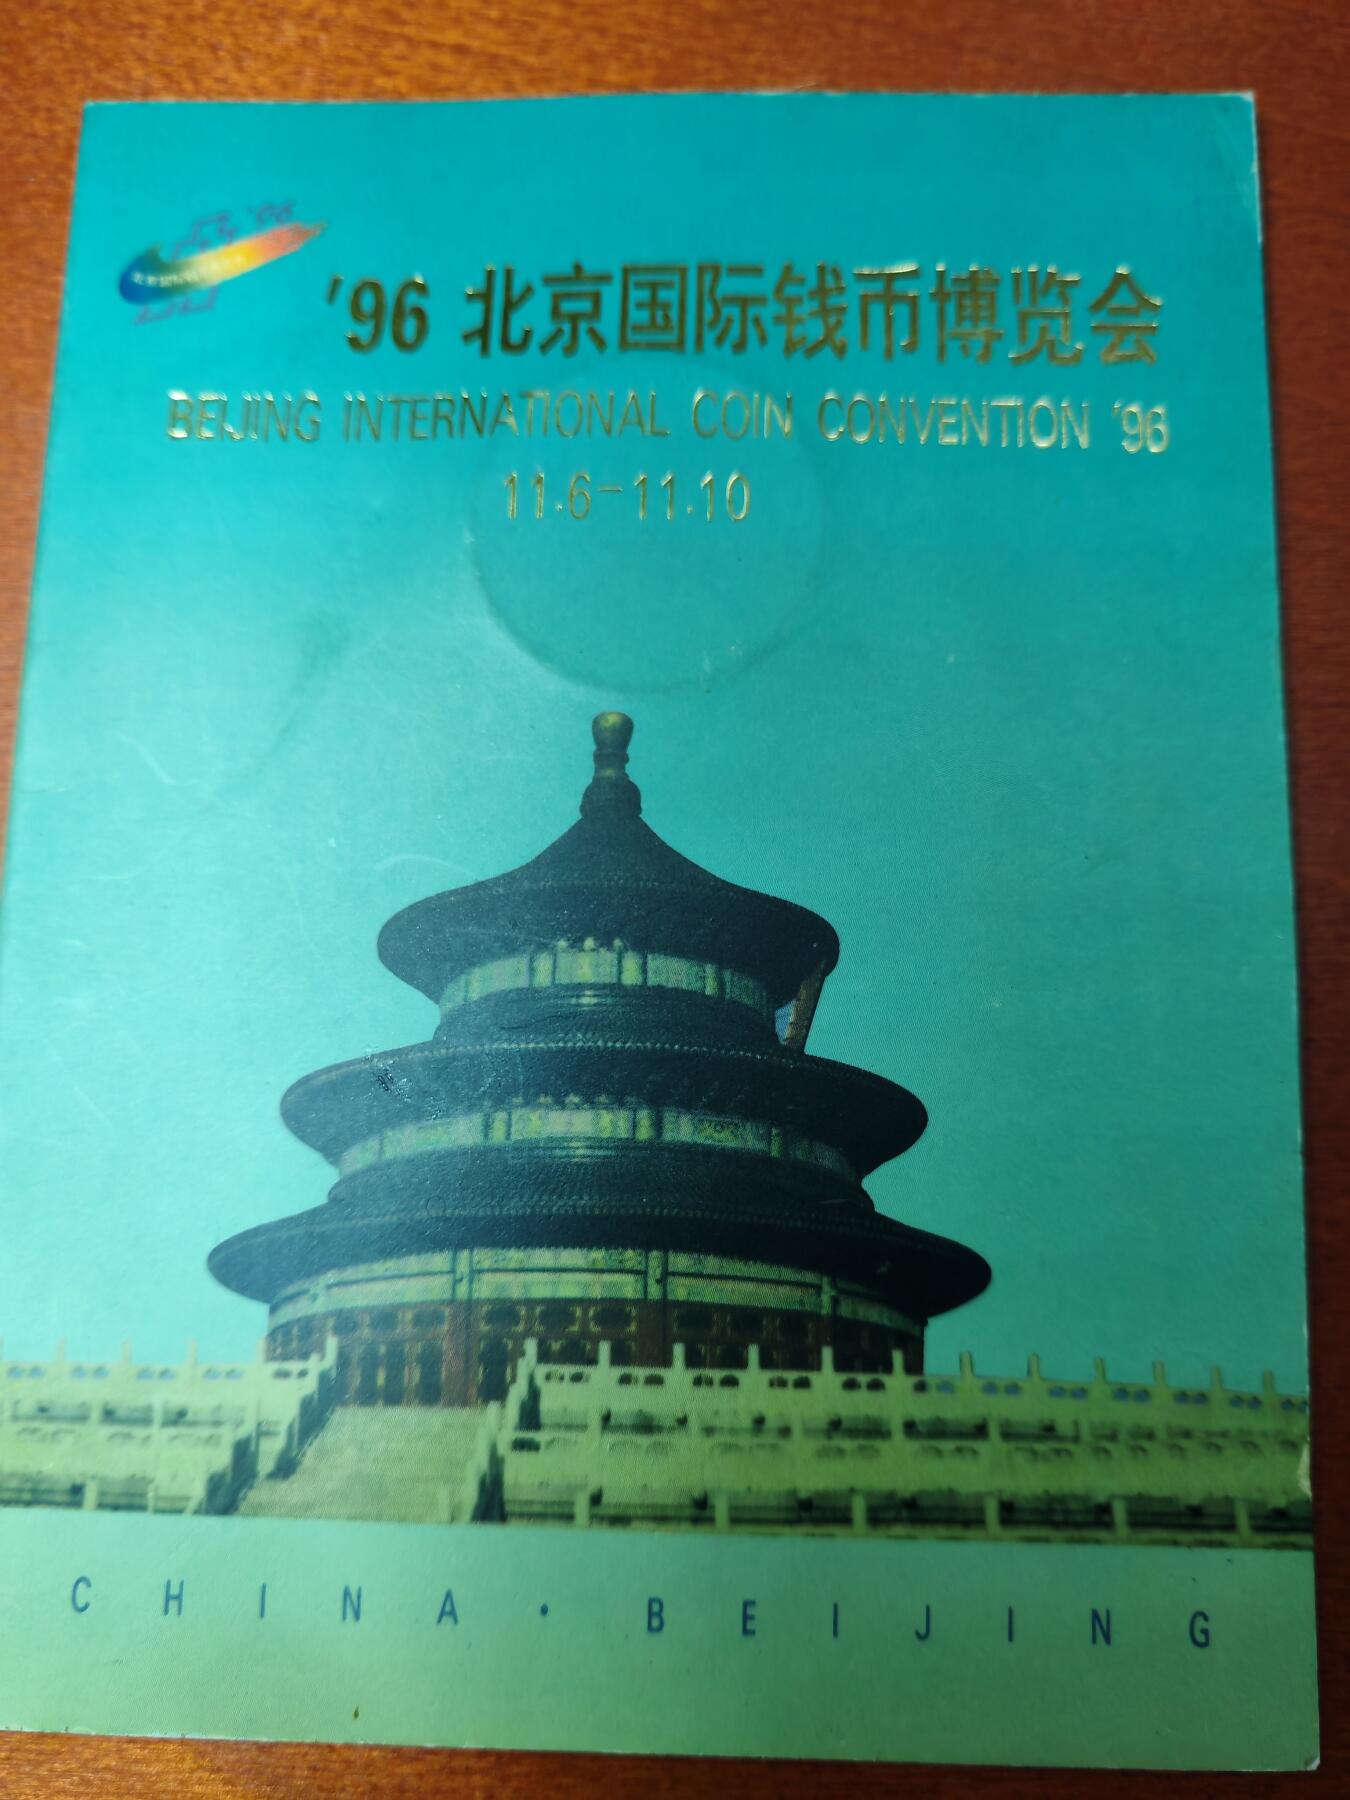 '96
'96 北京国际钱币博览会
BEIJING INTERNATIONAL COIN CONVENTION '96
11.6-11.10
CHINA·BEIJING